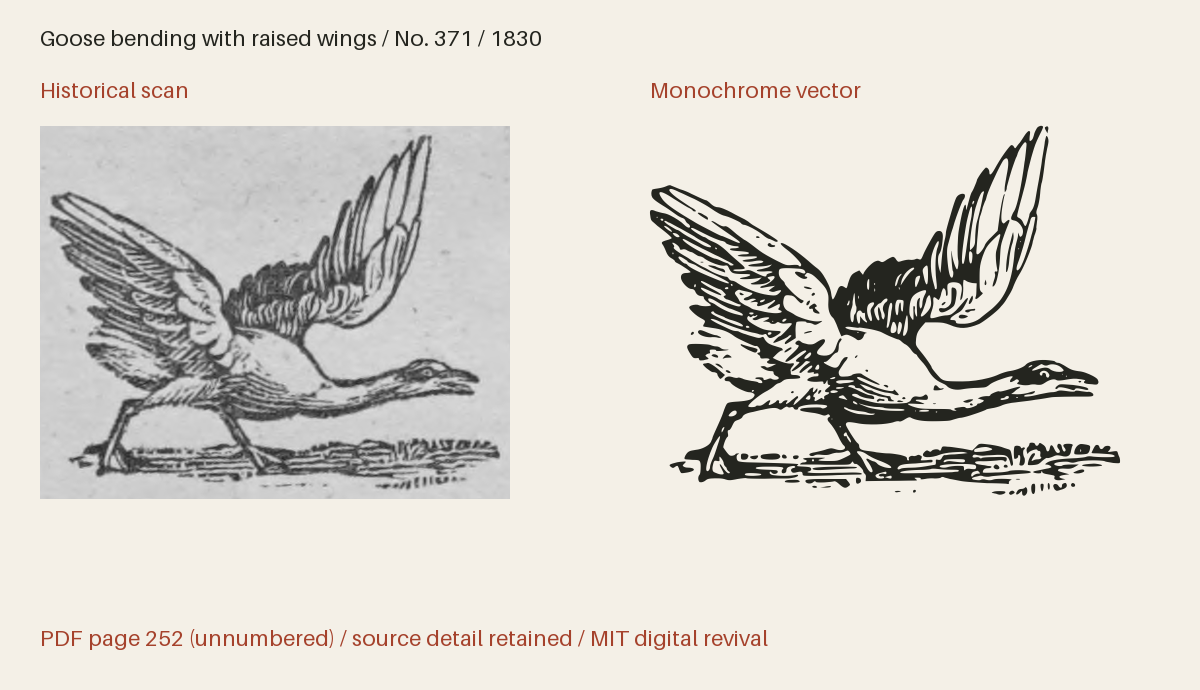 Goose bending with raised wings / No. 371 / 1830
Historical scan
Monochrome vector
PDF page 252 (unnumbered) / source detail retained / MIT digital revival